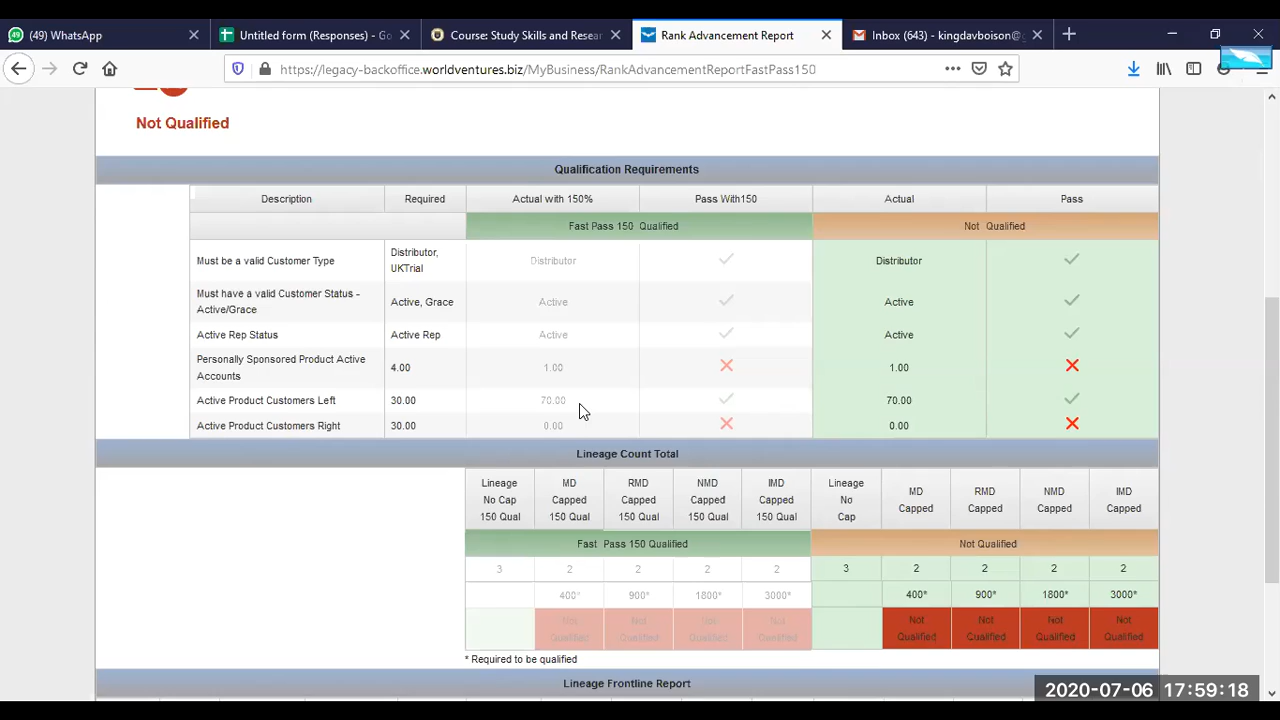 (49) WhatsApp
Untitled form (Responses) - Go
Course: Study Skills and Resear
Rank Advancement Report
Inbox (643) - kingdavboison@g
https://legacy-backoffice.worldventures.biz/MyBusiness/RankAdvancementReportFastPass150
Not Qualified
Qualification Requirements
Description Required Actual with 150% Pass With150 Actual Pass
Fast Pass 150 Qualified Not Qualified
Must be a valid Customer Type Distributor, UKTrial Distributor Distributor
Must have a valid Customer Status - Active/Grace Active, Grace Active Active
Active Rep Status Active Rep Active Active
Personally Sponsored Product Active Accounts 4.00 1.00 1.00
Active Product Customers Left 30.00 70.00 70.00
Active Product Customers Right 30.00 0.00 0.00
Lineage Count Total
Lineage No Cap 150 Qual MD Capped 150 Qual RMD Capped 150 Qual NMD Capped 150 Qual IMD Capped 150 Qual Lineage No Cap MD Capped RMD Capped NMD Capped IMD Capped
Fast Pass 150 Qualified Not Qualified
3 2 2 2 2 3 2 2 2 2
400* 900* 1800* 3000* 400* 900* 1800* 3000*
Not Qualified Not Qualified Not Qualified Not Qualified Not Qualified Not Qualified Not Qualified Not Qualified
* Required to be qualified
Lineage Frontline Report
2020-07-06 17:59:18